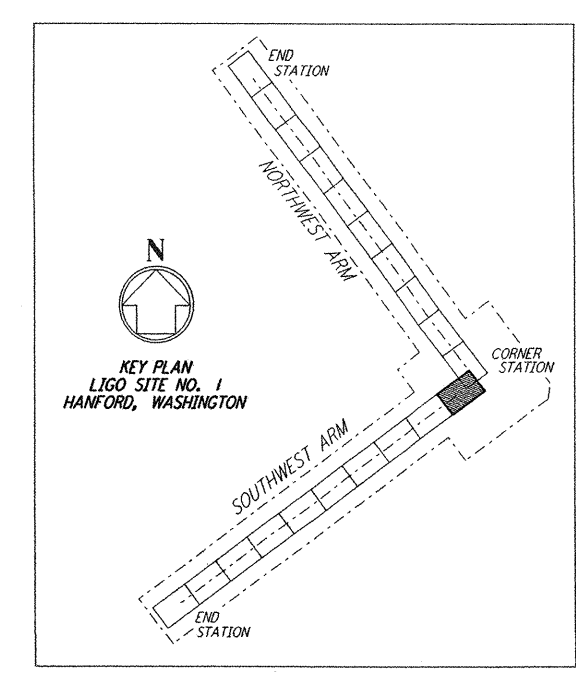 END
STATION
NORTHWEST ARM
N
KEY PLAN
LIGO SITE NO. 1
HANFORD, WASHINGTON
CORNER
STATION
SOUTHWEST ARM
END
STATION